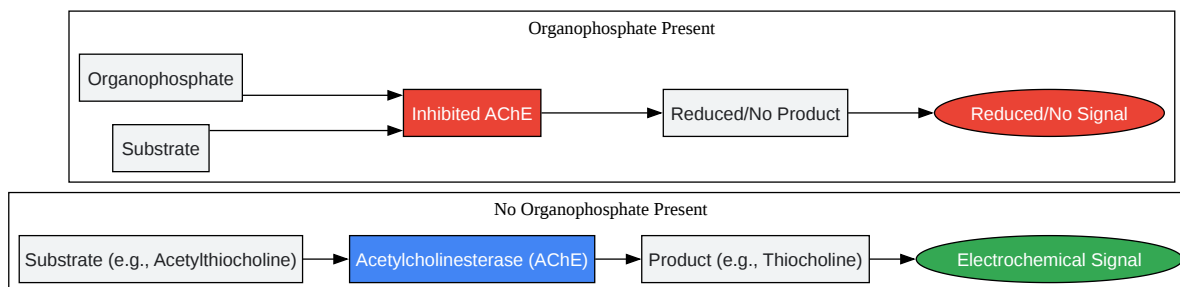 Organophosphate Present
Organophosphate
Inhibited AChE
Reduced/No Product
Reduced/No Signal
Substrate
No Organophosphate Present
Substrate (e.g., Acetylthiocholine)
Acetylcholinesterase (AChE)
Product (e.g., Thiocholine)
Electrochemical Signal